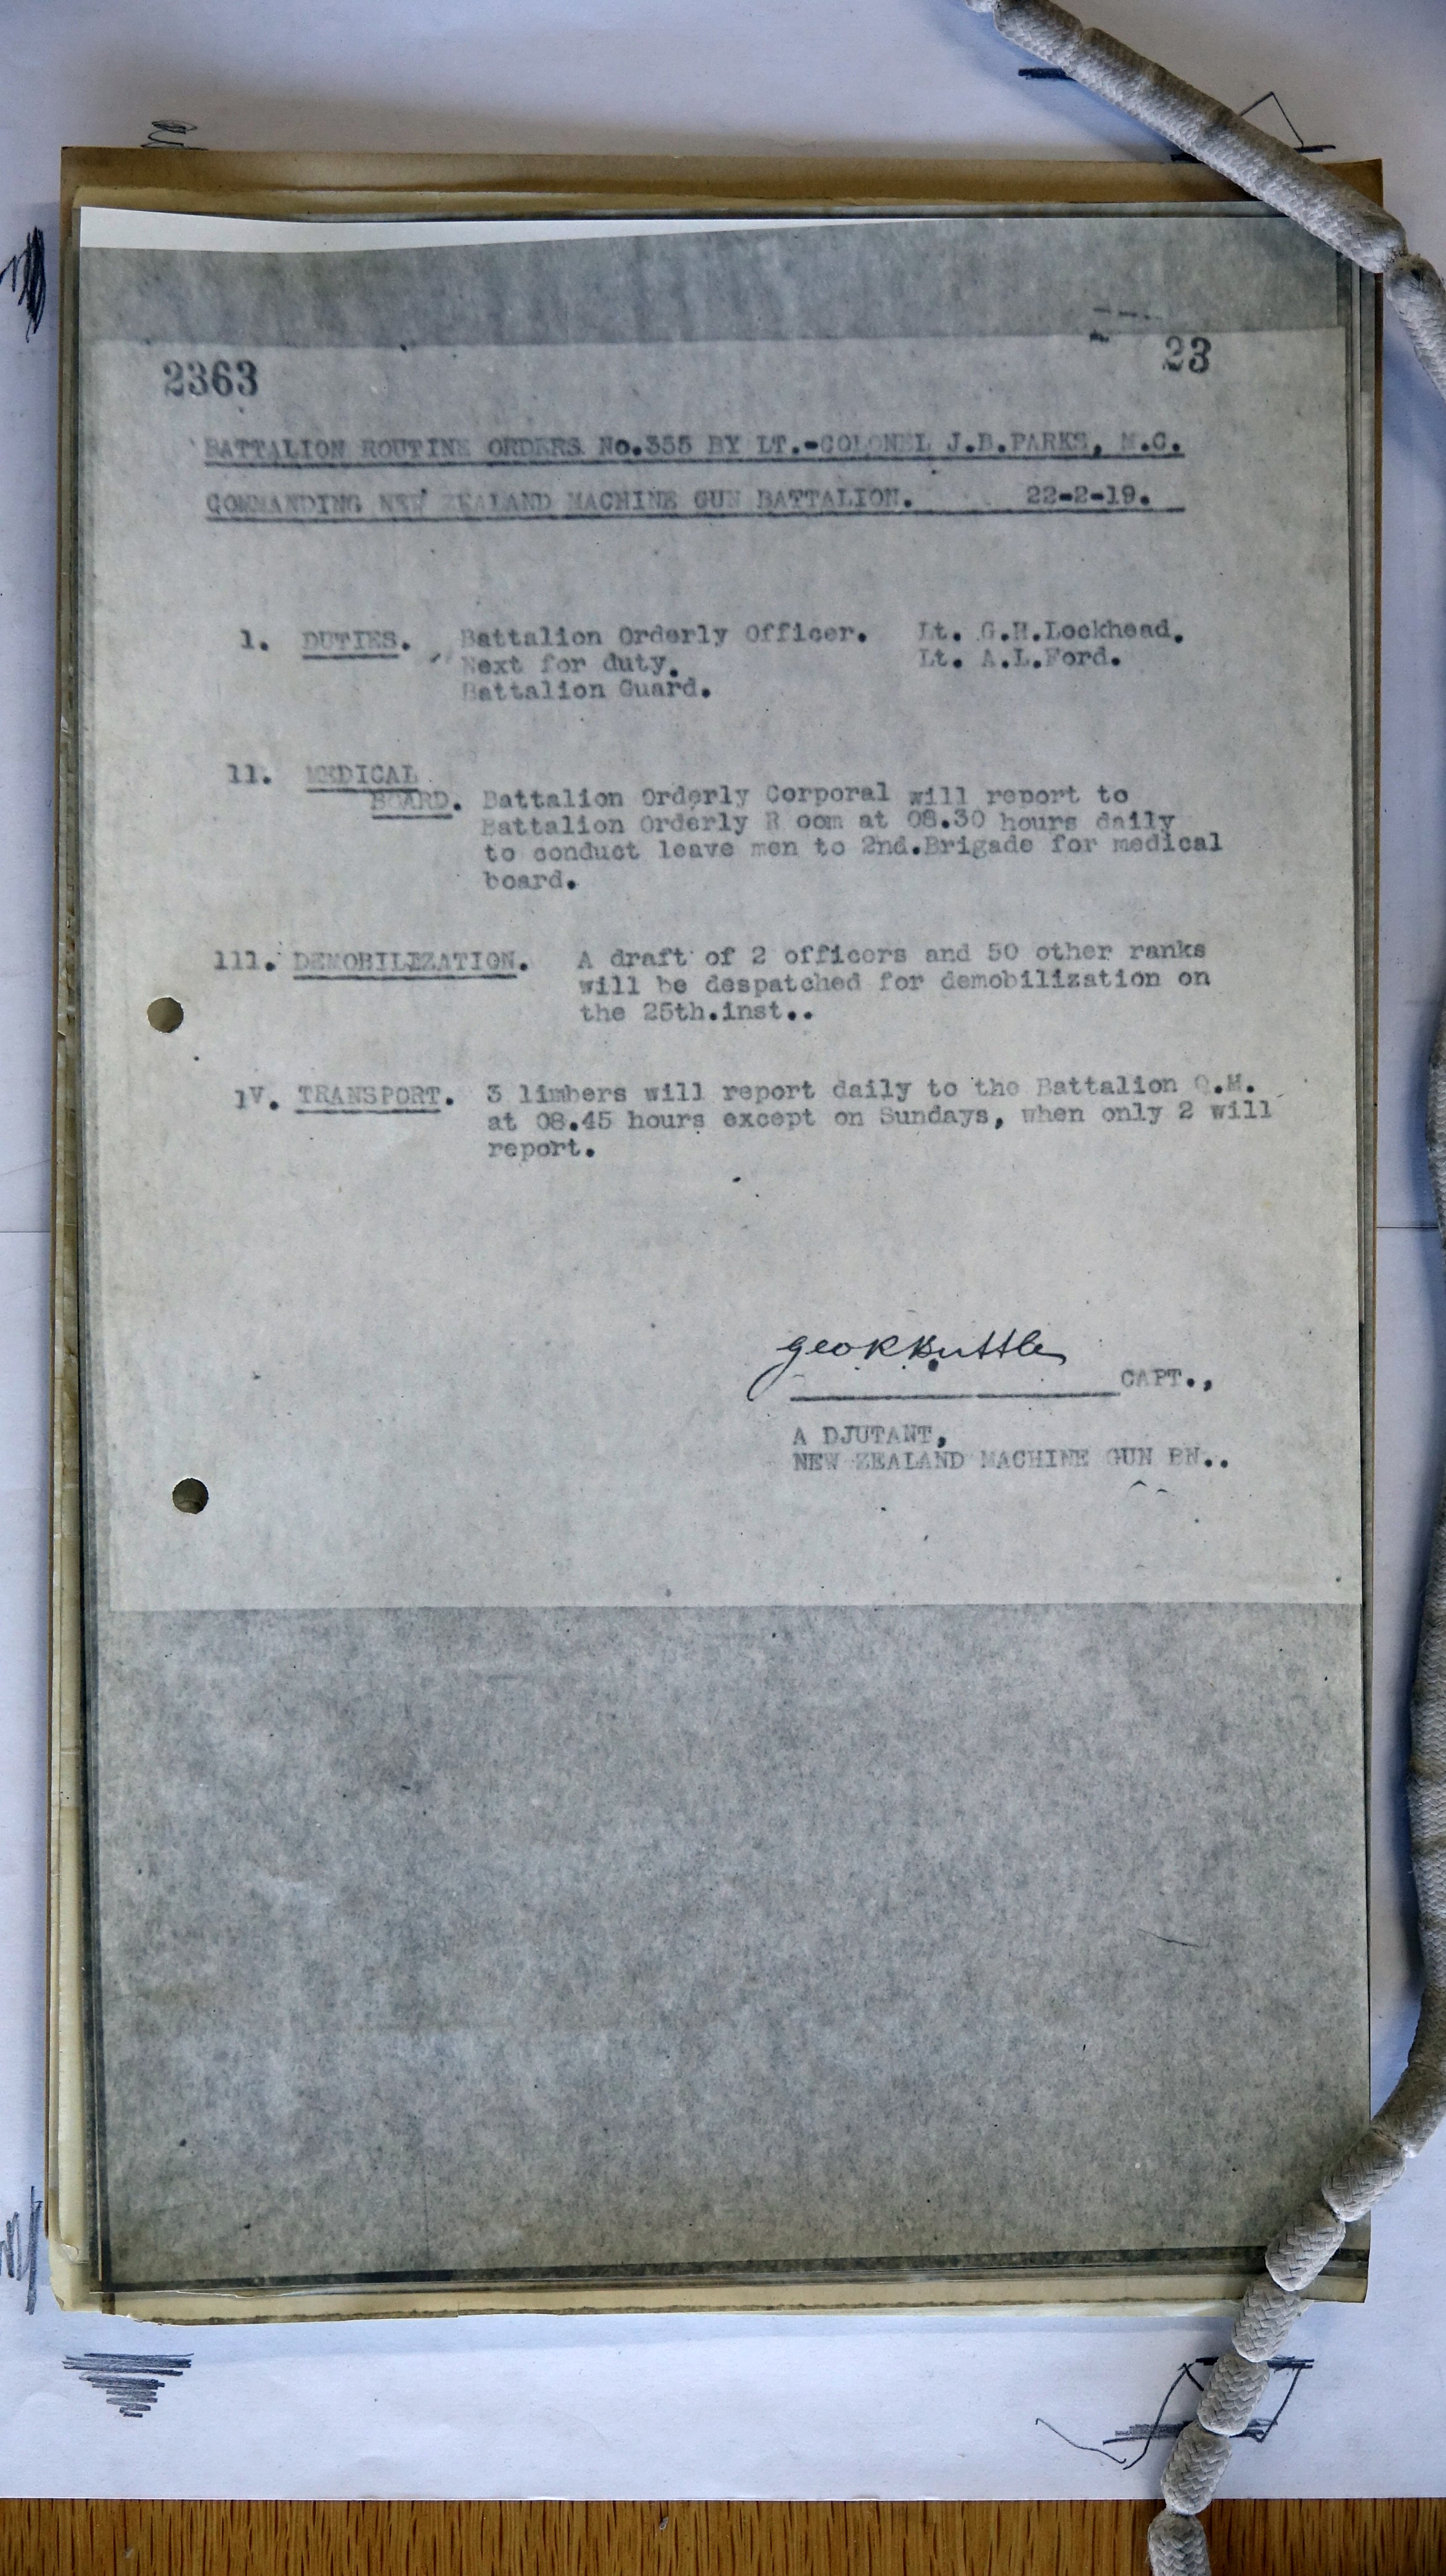 2363 23
BATTALION ROUTINE ORDERS No.355 BY LT.-COLONEL J.B.PARKS, M.C.
COMMANDING NEW ZEALAND MACHINE GUN BATTALION. 22-2-19.
1. DUTIES. Battalion Orderly Officer. Lt. G.H.Lockhead.
Next for duty. Lt. A.L.Ford.
Battalion Guard.
11. MEDICAL
BOARD. Battalion Orderly Corporal will report to
Battalion Orderly R oom at 08.30 hours daily
to conduct leave men to 2nd.Brigade for medical
board.
111. DEMOBILIZATION. A draft of 2 officers and 50 other ranks
will be despatched for demobilization on
the 25th.inst..
1V. TRANSPORT. 3 limbers will report daily to the Battalion Q.M.
at 08.45 hours except on Sundays, when only 2 will
report.
Geo R Buttle
CAPT.,
A DJUTANT,
NEW ZEALAND MACHINE GUN BN..